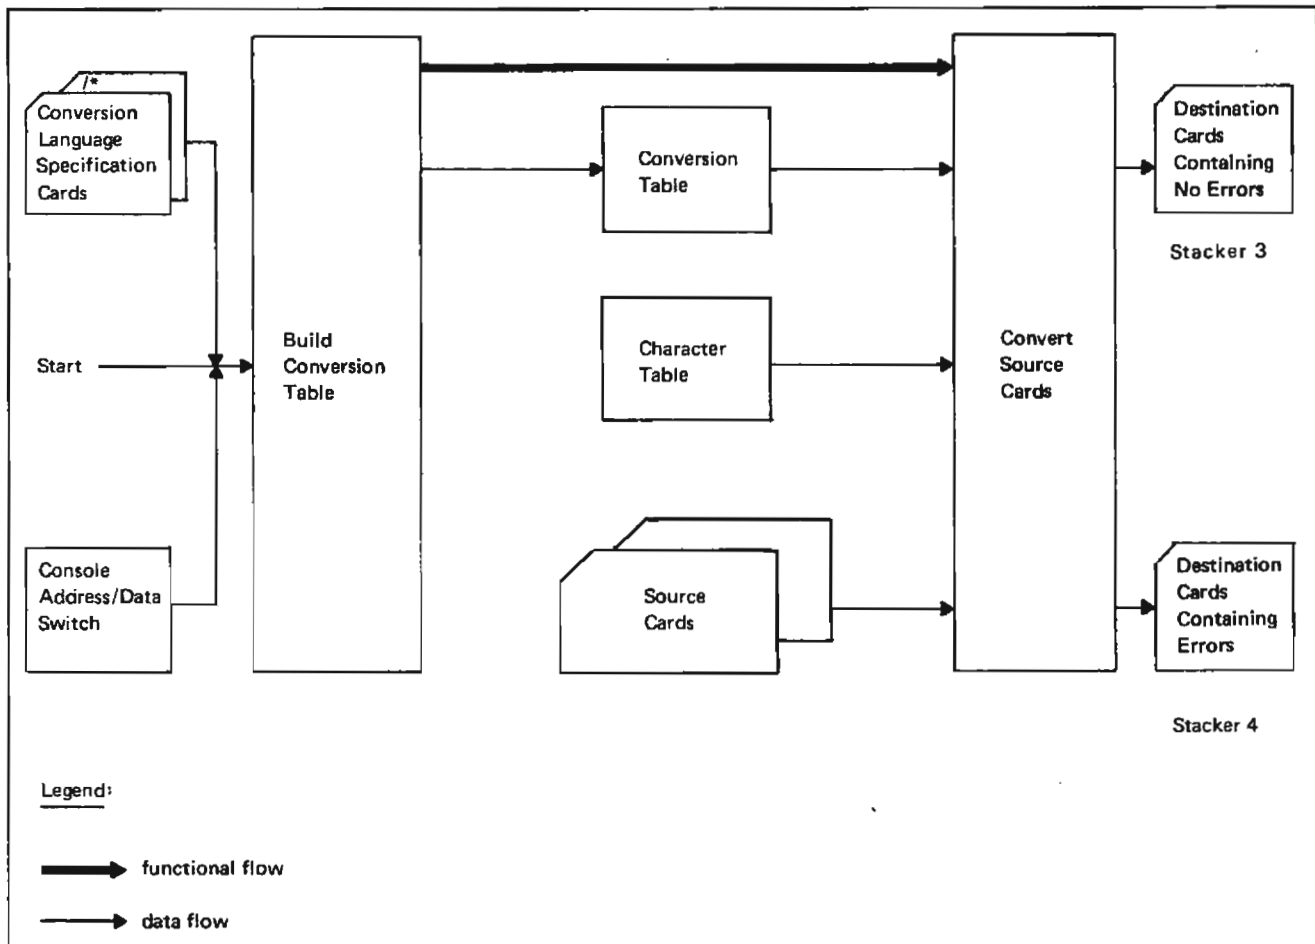 /*
Conversion
Language
Specification
Cards
Start
Console
Address/Data
Switch
Build
Conversion
Table
Conversion
Table
Character
Table
Source
Cards
Convert
Source
Cards
Destination
Cards
Containing
No Errors
Stacker 3
Destination
Cards
Containing
Errors
Stacker 4
Legend:
functional flow
data flow